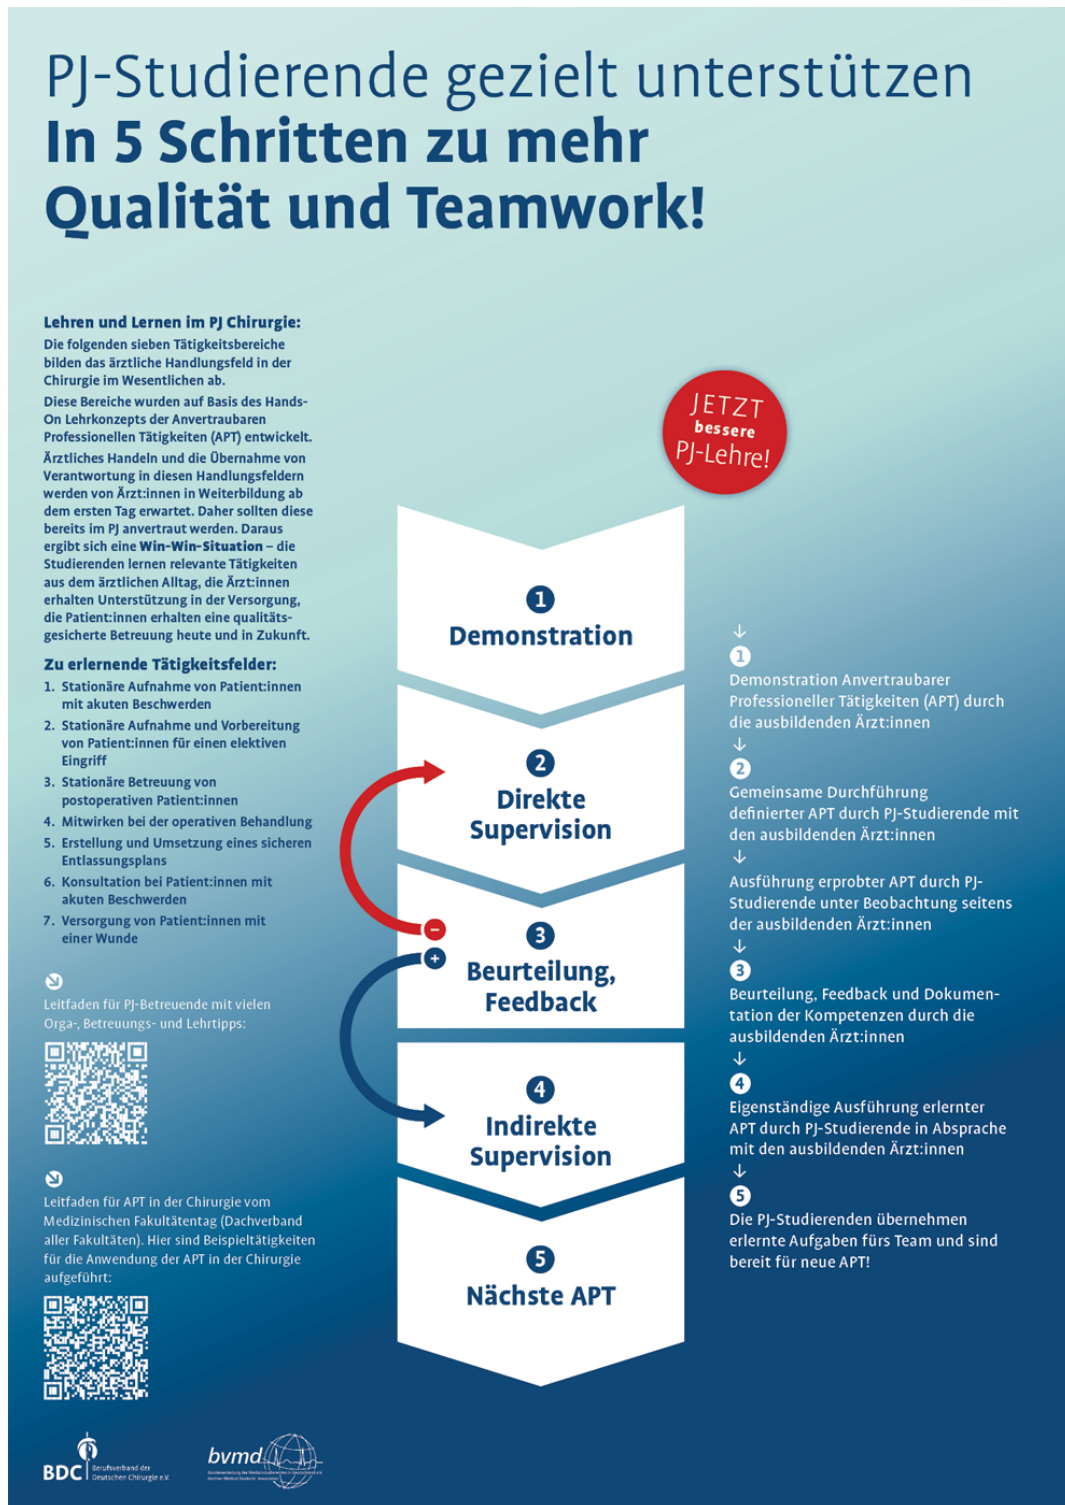 PJ-Studierende gezielt unterstützen
In 5 Schritten zu mehr
Qualität und Teamwork!
Lehren und Lernen im PJ Chirurgie:
Die folgenden sieben Tätigkeitsbereiche
bilden das ärztliche Handlungsfeld in der
Chirurgie im Wesentlichen ab.
Diese Bereiche wurden auf Basis des Hands-
On Lehrkonzepts der Anvertraubaren
Professionellen Tätigkeiten (APT) entwickelt.
Ärztliches Handeln und die Übernahme von
Verantwortung in diesen Handlungsfeldern
werden von Ärzt:innen in Weiterbildung ab
dem ersten Tag erwartet. Daher sollten diese
bereits im PJ anvertraut werden. Daraus
ergibt sich eine Win-Win-Situation – die
Studierenden lernen relevante Tätigkeiten
aus dem ärztlichen Alltag, die Ärzt:innen
erhalten Unterstützung in der Versorgung,
die Patient:innen erhalten eine qualitäts-
gesicherte Betreuung heute und in Zukunft.
Zu erlernende Tätigkeitsfelder:
1. Stationäre Aufnahme von Patient:innen
mit akuten Beschwerden
2. Stationäre Aufnahme und Vorbereitung
von Patient:innen für einen elektiven
Eingriff
3. Stationäre Betreuung von
postoperativen Patient:innen
4. Mitwirken bei der operativen Behandlung
5. Erstellung und Umsetzung eines sicheren
Entlassungsplans
6. Konsultation bei Patient:innen mit
akuten Beschwerden
7. Versorgung von Patient:innen mit
einer Wunde
Leitfaden für PJ-Betreuende mit vielen
Orga-, Betreuungs- und Lehrtipps:
Leitfaden für APT in der Chirurgie vom
Medizinischen Fakultätentag (Dachverband
aller Fakultäten). Hier sind Beispieltätigkeiten
für die Anwendung der APT in der Chirurgie
aufgeführt:
BDC
Berufsverband der
Deutschen Chirurgie e.V.
bvmd
Bundesvertretung der Medizinstudierenden in Deutschland e.V.
German Medical Students' Association
JETZT
bessere
PJ-Lehre!
1
Demonstration
2
Direkte
Supervision
–
+
3
Beurteilung,
Feedback
4
Indirekte
Supervision
5
Nächste APT
↓
1
Demonstration Anvertraubarer
Professioneller Tätigkeiten (APT) durch
die ausbildenden Ärzt:innen
↓
2
Gemeinsame Durchführung
definierter APT durch PJ-Studierende mit
den ausbildenden Ärzt:innen
↓
Ausführung erprobter APT durch PJ-
Studierende unter Beobachtung seitens
der ausbildenden Ärzt:innen
↓
3
Beurteilung, Feedback und Dokumen-
tation der Kompetenzen durch die
ausbildenden Ärzt:innen
↓
4
Eigenständige Ausführung erlernter
APT durch PJ-Studierende in Absprache
mit den ausbildenden Ärzt:innen
↓
5
Die PJ-Studierenden übernehmen
erlernte Aufgaben fürs Team und sind
bereit für neue APT!